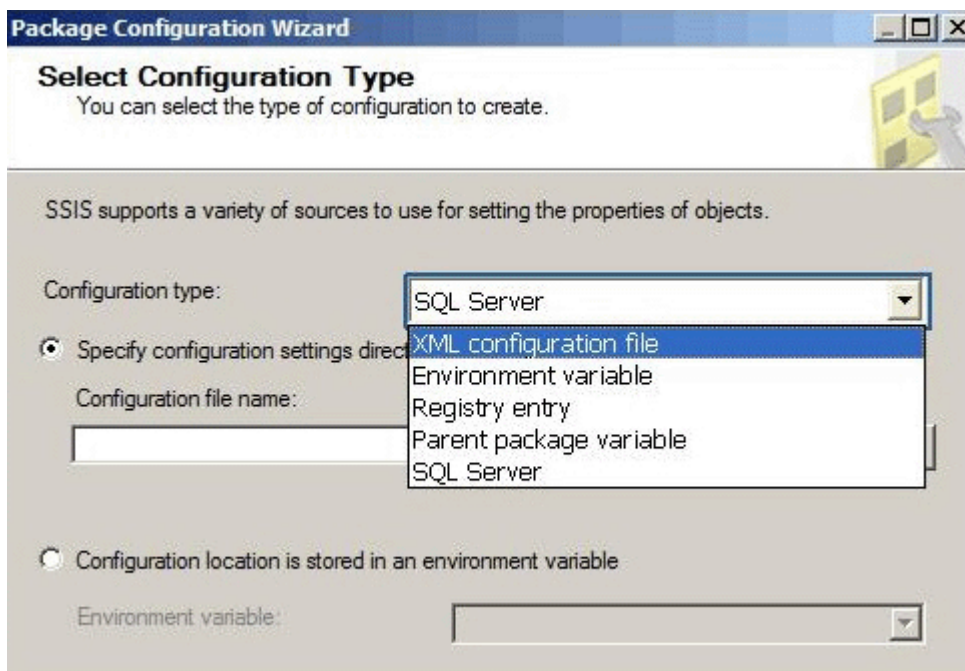 Package Configuration Wizard
Select Configuration Type
You can select the type of configuration to create.
SSIS supports a variety of sources to use for setting the properties of objects.
Configuration type:
SQL Server
XML configuration file
Environment variable
Registry entry
Parent package variable
SQL Server
Specify configuration settings
Configuration file name:
Configuration location is stored in an environment variable
Environment variable: